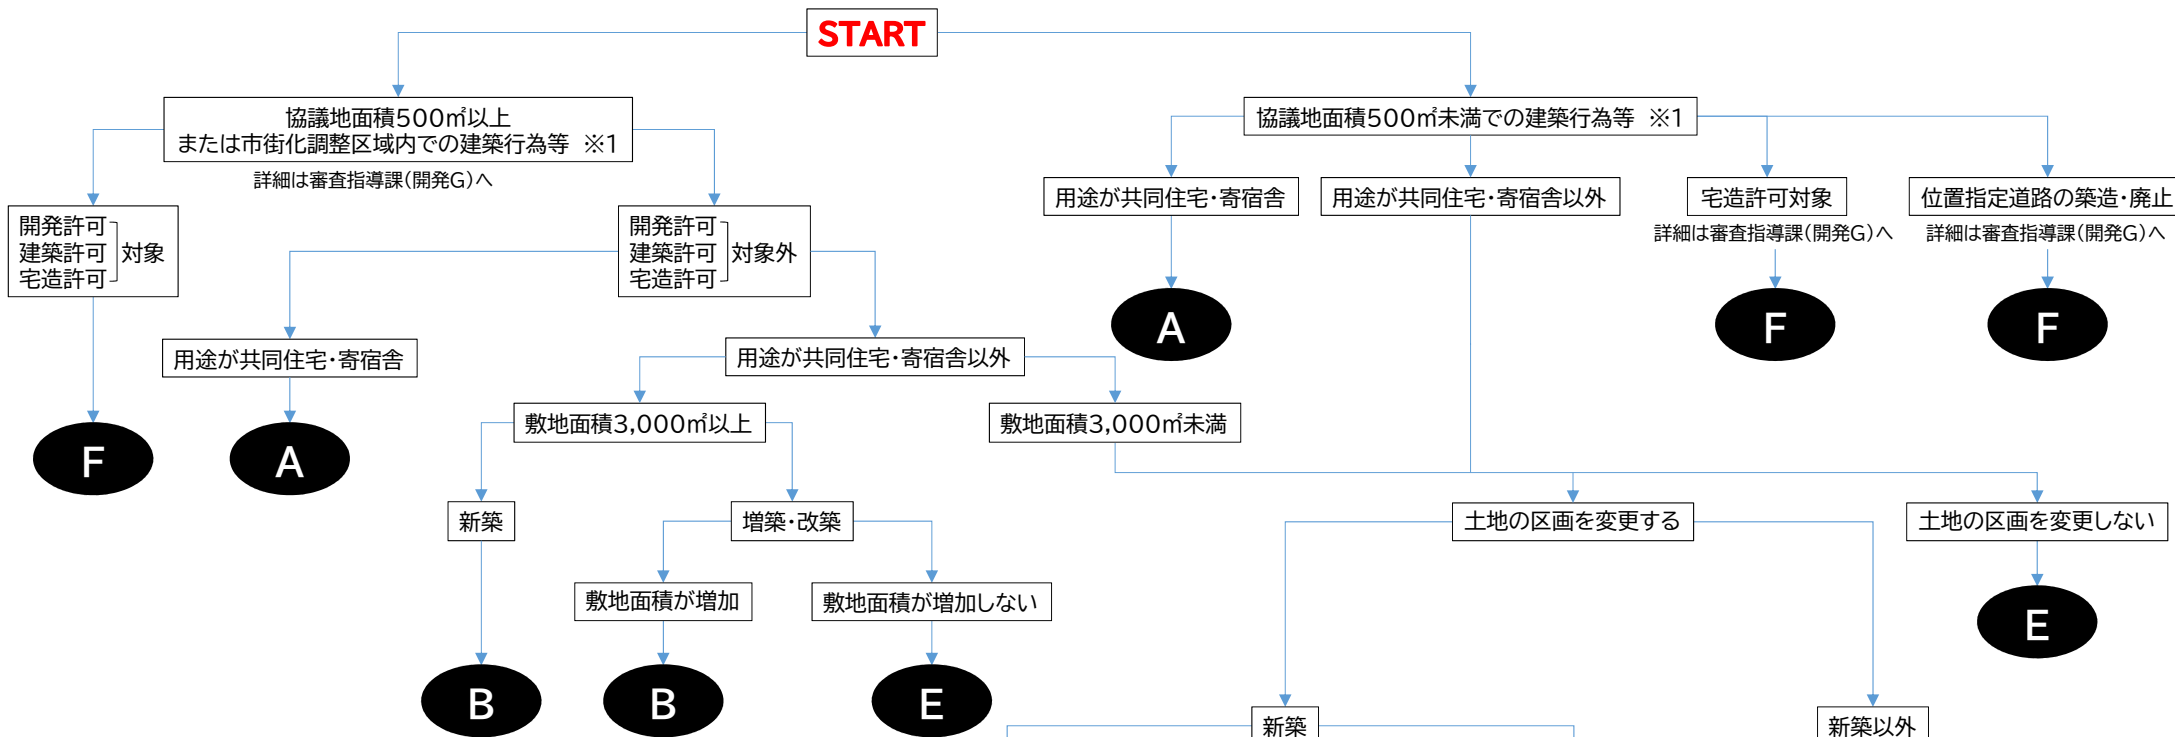 START
協議地面積500㎡以上
または市街化調整区域内での建築行為等 ※1
詳細は審査指導課(開発G)へ
協議地面積500㎡未満での建築行為等 ※1
開発許可
建築許可
宅造許可
対象
開発許可
建築許可
宅造許可
対象外
用途が共同住宅・寄宿舎
用途が共同住宅・寄宿舎以外
宅造許可対象
詳細は審査指導課(開発G)へ
位置指定道路の築造・廃止
詳細は審査指導課(開発G)へ
A
F
F
用途が共同住宅・寄宿舎
用途が共同住宅・寄宿舎以外
敷地面積3,000㎡以上
敷地面積3,000㎡未満
F
A
新築
増築・改築
土地の区画を変更する
土地の区画を変更しない
敷地面積が増加
敷地面積が増加しない
E
B
B
E
新築
新築以外